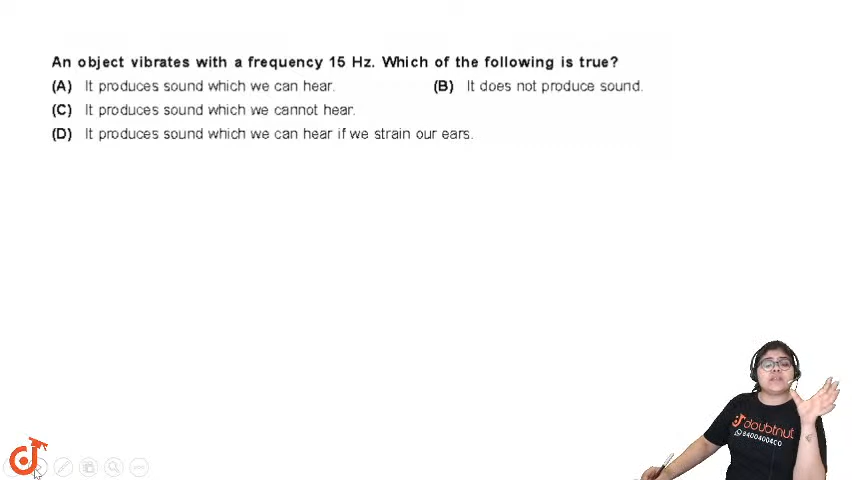 An object vibrates with a frequency 15 Hz. Which of the following is true?
(A) It produces sound which we can hear. (B) It does not produce sound.
(C) It produces sound which we cannot hear.
(D) It produces sound which we can hear if we strain our ears.
doubtnut
8400400400